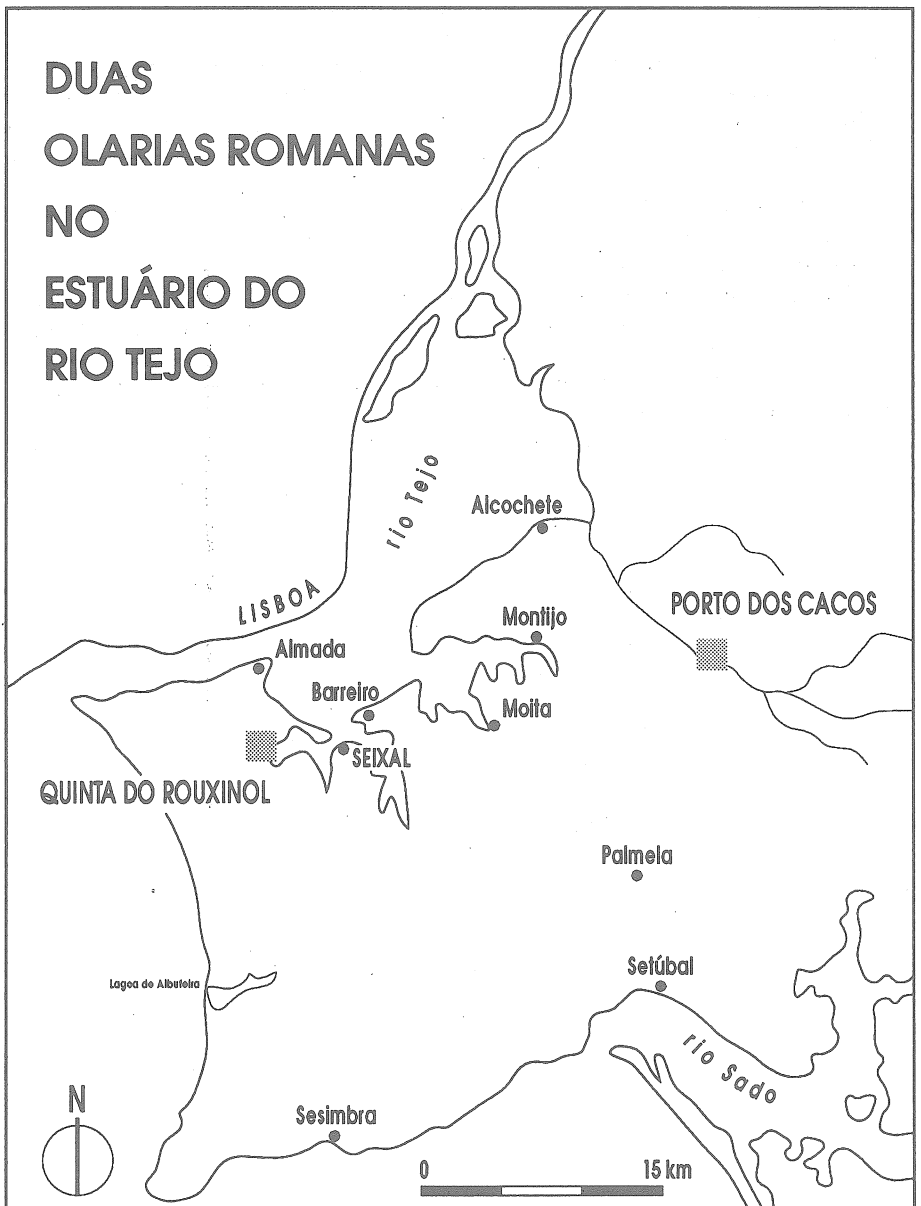 DUAS
OLARIAS ROMANAS
NO
ESTUÁRIO DO
RIO TEJO
rio Tejo
Alcochete
LISBOA
PORTO DOS CACOS
Montijo
Almada
Barreiro
Moita
SEIXAL
QUINTA DO ROUXINOL
Palmela
Setúbal
Lagoa de Albufeira
rio Sado
N
Sesimbra
0 15 km